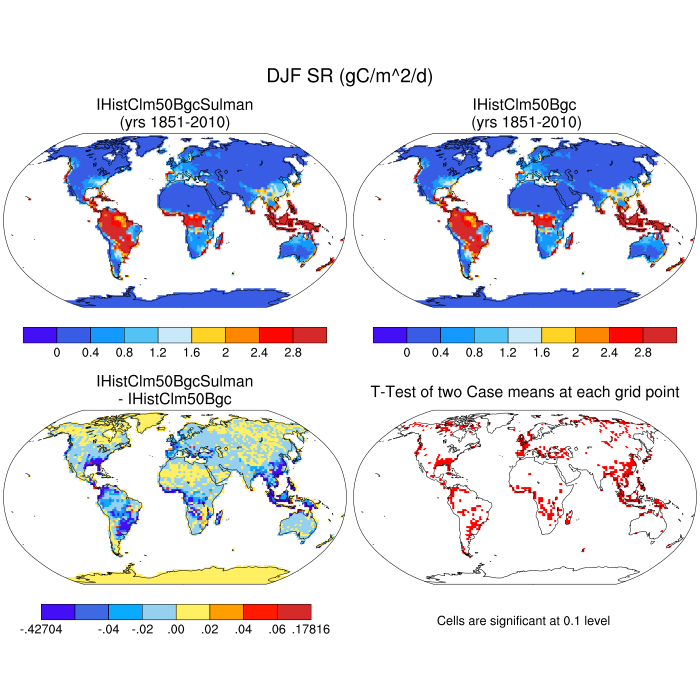 DJF SR (gC/m^2/d)
IHistClm50BgcSulman
(yrs 1851-2010)
IHistClm50Bgc
(yrs 1851-2010)
0 0.4 0.8 1.2 1.6 2 2.4 2.8
0 0.4 0.8 1.2 1.6 2 2.4 2.8
IHistClm50BgcSulman
- IHistClm50Bgc
T-Test of two Case means at each grid point
-.42704 -.04 -.02 .00 .02 .04 .06 .17816
Cells are significant at 0.1 level